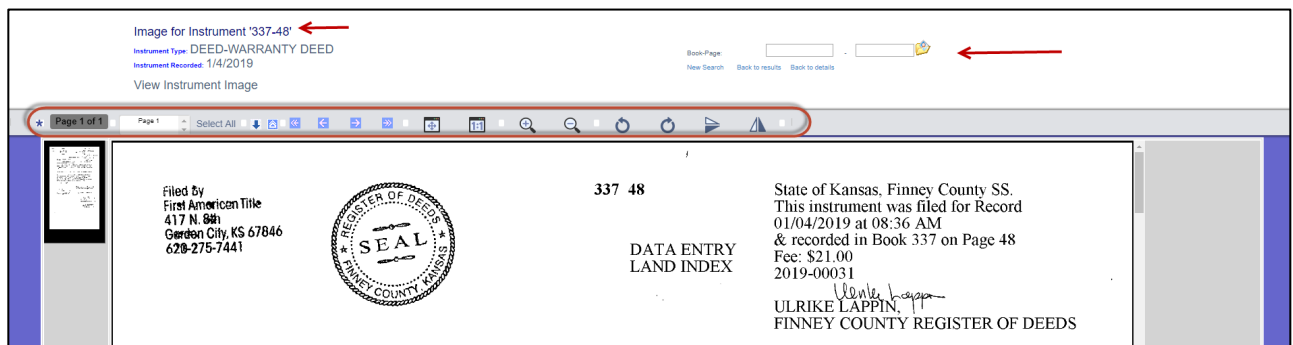 Image for Instrument '337-48'
Instrument Type: DEED-WARRANTY DEED
Instrument Recorded: 1/4/2019
View Instrument Image
Book-Page: -
New Search Back to results Back to details
Page 1 of 1 Page 1 Select All 1:1
Filed By
First American Title
417 N. 8th
Garden City, KS 67846
620-275-7441
REGISTER OF DEEDS
SEAL
FINNEY COUNTY, KANSAS
337 48
DATA ENTRY
LAND INDEX
State of Kansas, Finney County SS.
This instrument was filed for Record
01/04/2019 at 08:36 AM
& recorded in Book 337 on Page 48
Fee: $21.00
2019-00031
Ulrike Lappin
ULRIKE LAPPIN,
FINNEY COUNTY REGISTER OF DEEDS